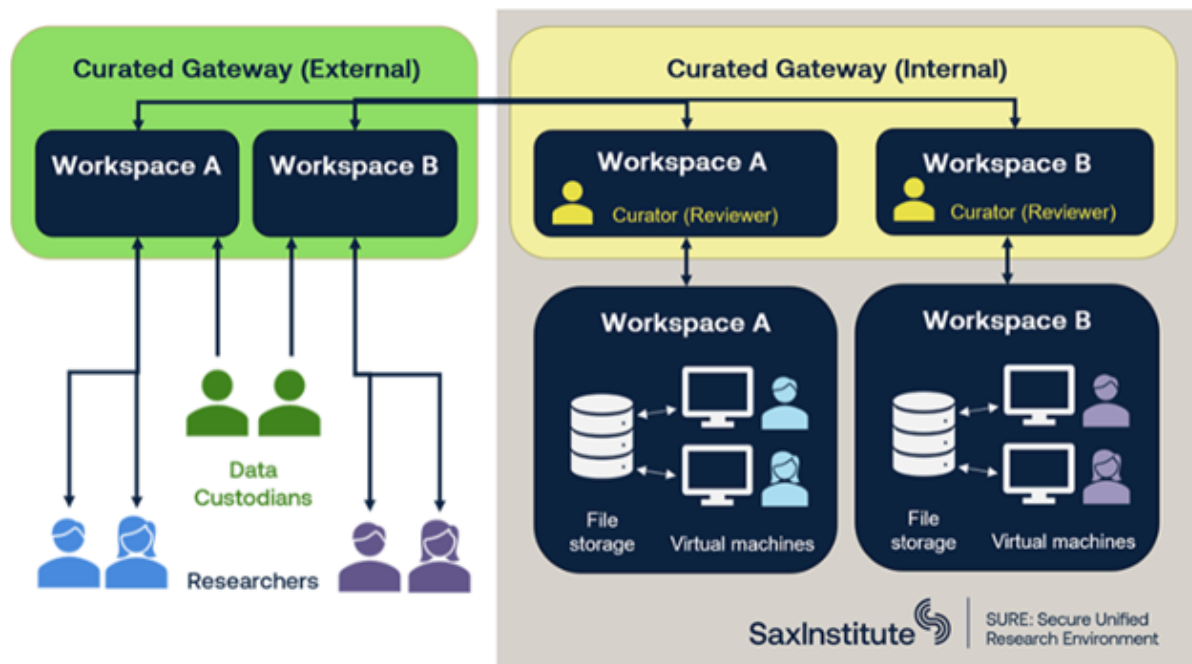 Curated Gateway (External)
Workspace A
Workspace B
Data
Custodians
Researchers
Curated Gateway (Internal)
Workspace A
Curator (Reviewer)
Workspace B
Curator (Reviewer)
Workspace A
File
storage
Virtual machines
Workspace B
File
storage
Virtual machines
SaxInstitute
SURE: Secure Unified
Research Environment